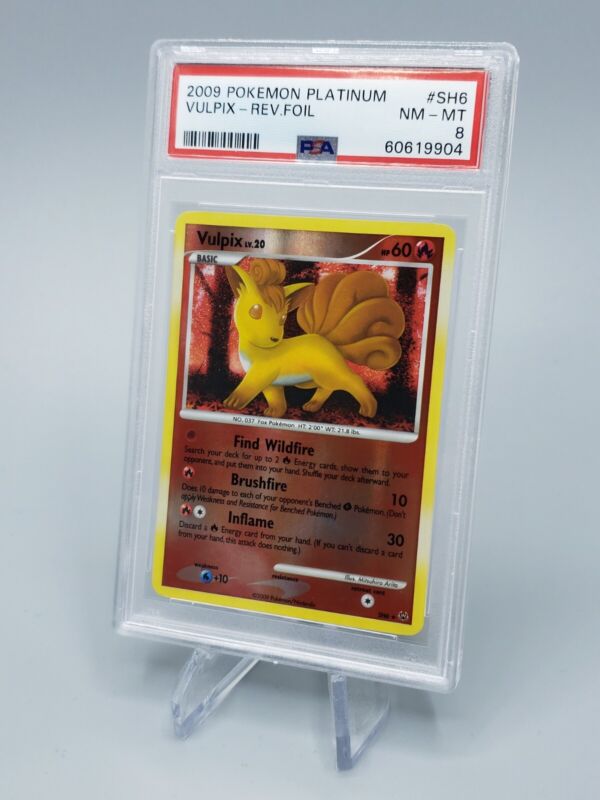 2009 POKEMON PLATINUM #SH6
VULPIX - REV.FOIL NM - MT
8
PSA 60619904
Vulpix LV.20 HP 60
BASIC
NO. 037 Fox Pokémon HT: 2'00" WT: 21.8 lbs.
Find Wildfire
Search your deck for up to 2 Energy cards, show them to your
opponent, and put them into your hand. Shuffle your deck afterward.
Brushfire 10
Does 10 damage to each of your opponent's Benched Pokémon. (Don't
apply Weakness and Resistance for Benched Pokémon.)
Inflame 30
Discard a Energy card from your hand. (If you can't discard a card
from your hand, this attack does nothing.)
weakness resistance retreat cost
+10
Illus. Mitsuhiro Arita
©2009 Pokémon/Nintendo
SH6